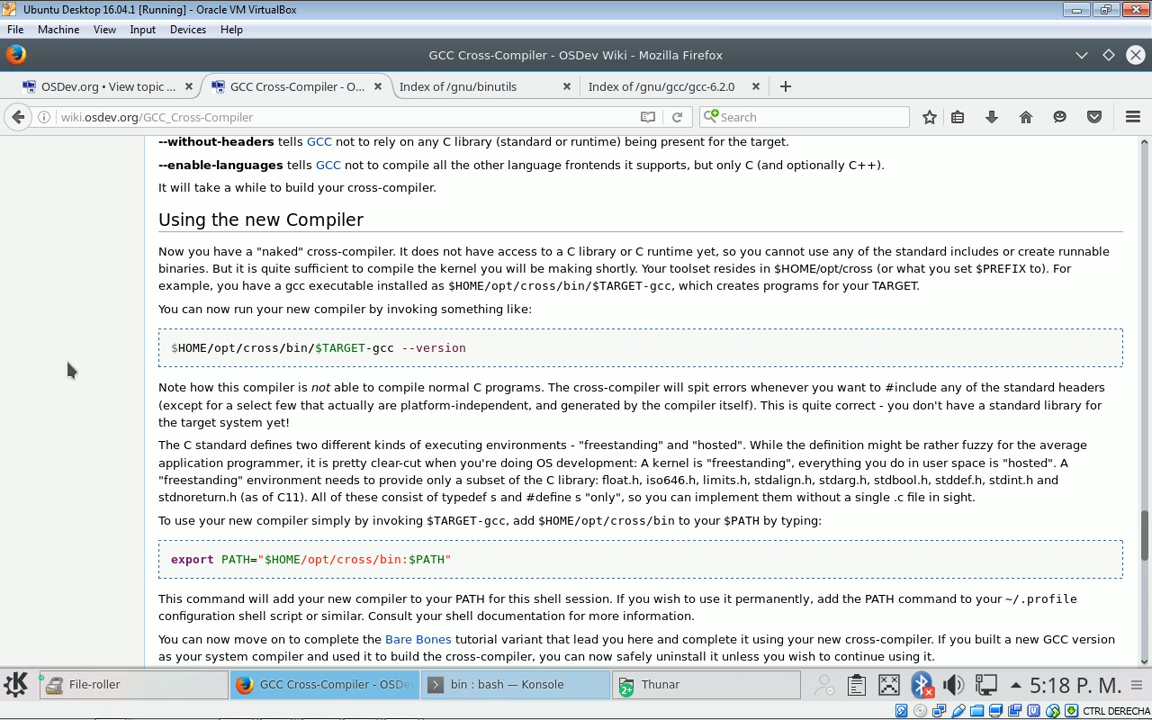 Ubuntu Desktop 16.04.1 [Running] - Oracle VM VirtualBox
File Machine View Input Devices Help
GCC Cross-Compiler - OSDev Wiki - Mozilla Firefox
OSDev.org • View topic ... GCC Cross-Compiler - O... Index of /gnu/binutils Index of /gnu/gcc/gcc-6.2.0
wiki.osdev.org/GCC_Cross-Compiler Search
--without-headers tells GCC not to rely on any C library (standard or runtime) being present for the target.
--enable-languages tells GCC not to compile all the other language frontends it supports, but only C (and optionally C++).
It will take a while to build your cross-compiler.
Using the new Compiler
Now you have a "naked" cross-compiler. It does not have access to a C library or C runtime yet, so you cannot use any of the standard includes or create runnable
binaries. But it is quite sufficient to compile the kernel you will be making shortly. Your toolset resides in $HOME/opt/cross (or what you set $PREFIX to). For
example, you have a gcc executable installed as $HOME/opt/cross/bin/$TARGET-gcc, which creates programs for your TARGET.
You can now run your new compiler by invoking something like:
$HOME/opt/cross/bin/$TARGET-gcc --version
Note how this compiler is not able to compile normal C programs. The cross-compiler will spit errors whenever you want to #include any of the standard headers
(except for a select few that actually are platform-independent, and generated by the compiler itself). This is quite correct - you don't have a standard library for
the target system yet!
The C standard defines two different kinds of executing environments - "freestanding" and "hosted". While the definition might be rather fuzzy for the average
application programmer, it is pretty clear-cut when you're doing OS development: A kernel is "freestanding", everything you do in user space is "hosted". A
"freestanding" environment needs to provide only a subset of the C library: float.h, iso646.h, limits.h, stdalign.h, stdarg.h, stdbool.h, stddef.h, stdint.h and
stdnoreturn.h (as of C11). All of these consist of typedef s and #define s "only", so you can implement them without a single .c file in sight.
To use your new compiler simply by invoking $TARGET-gcc, add $HOME/opt/cross/bin to your $PATH by typing:
export PATH="$HOME/opt/cross/bin:$PATH"
This command will add your new compiler to your PATH for this shell session. If you wish to use it permanently, add the PATH command to your ~/.profile
configuration shell script or similar. Consult your shell documentation for more information.
You can now move on to complete the Bare Bones tutorial variant that lead you here and complete it using your new cross-compiler. If you built a new GCC version
as your system compiler and used it to build the cross-compiler, you can now safely uninstall it unless you wish to continue using it.
File-roller GCC Cross-Compiler - OSDe bin : bash — Konsole 2+ Thunar 5:18 P. M.
CTRL DERECHA